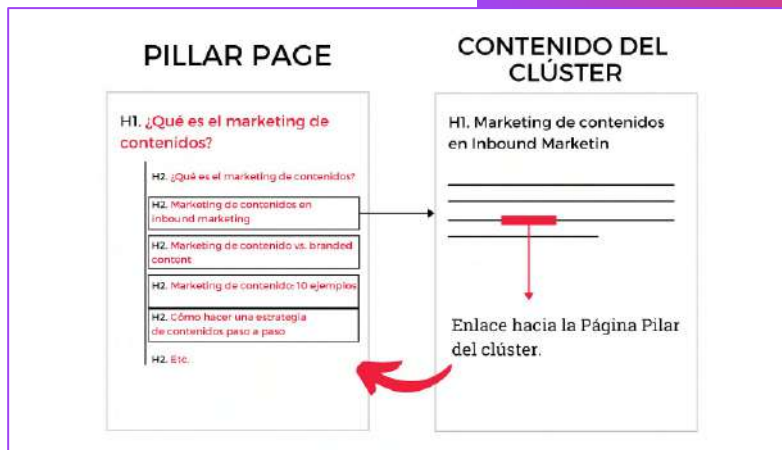 PILLAR PAGE
H1. ¿Qué es el marketing de
contenidos?
H2. ¿Qué es el marketing de contenidos?
H2. Marketing de contenidos en
inbound marketing
H2. Marketing de contenido vs. branded
content
H2. Marketing de contenido: 10 ejemplos
H2. Cómo hacer una estrategia
de contenidos paso a paso
H2. Etc.
CONTENIDO DEL
CLÚSTER
H1. Marketing de contenidos
en Inbound Marketin
Enlace hacia la Página Pilar
del clúster.